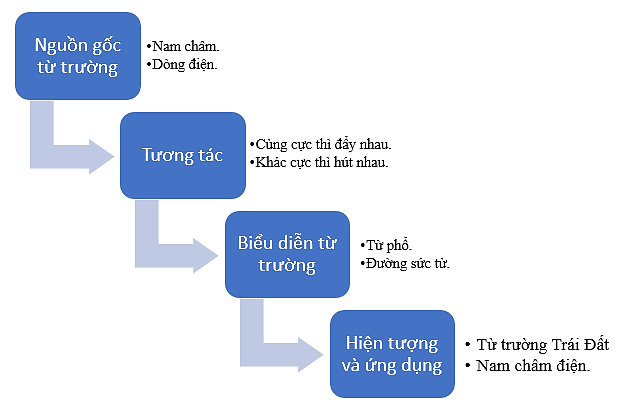 Nguồn gốc
từ trường
•Nam châm.
•Dòng điện.
Tương tác
•Cùng cực thì đẩy nhau.
•Khác cực thì hút nhau.
Biểu diễn từ
trường
•Từ phổ.
•Đường sức từ.
Hiện tượng
và ứng dụng
• Từ trường Trái Đất
• Nam châm điện.